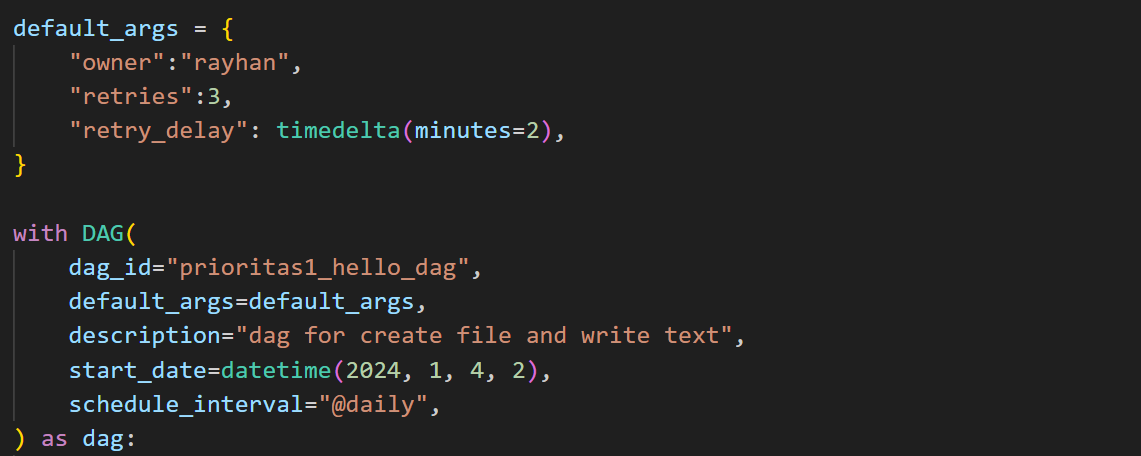 default_args = {
    "owner":"rayhan",
    "retries":3,
    "retry_delay": timedelta(minutes=2),
}
with DAG(
    dag_id="prioritas1_hello_dag",
    default_args=default_args,
    description="dag for create file and write text",
    start_date=datetime(2024, 1, 4, 2),
    schedule_interval="@daily",
) as dag: